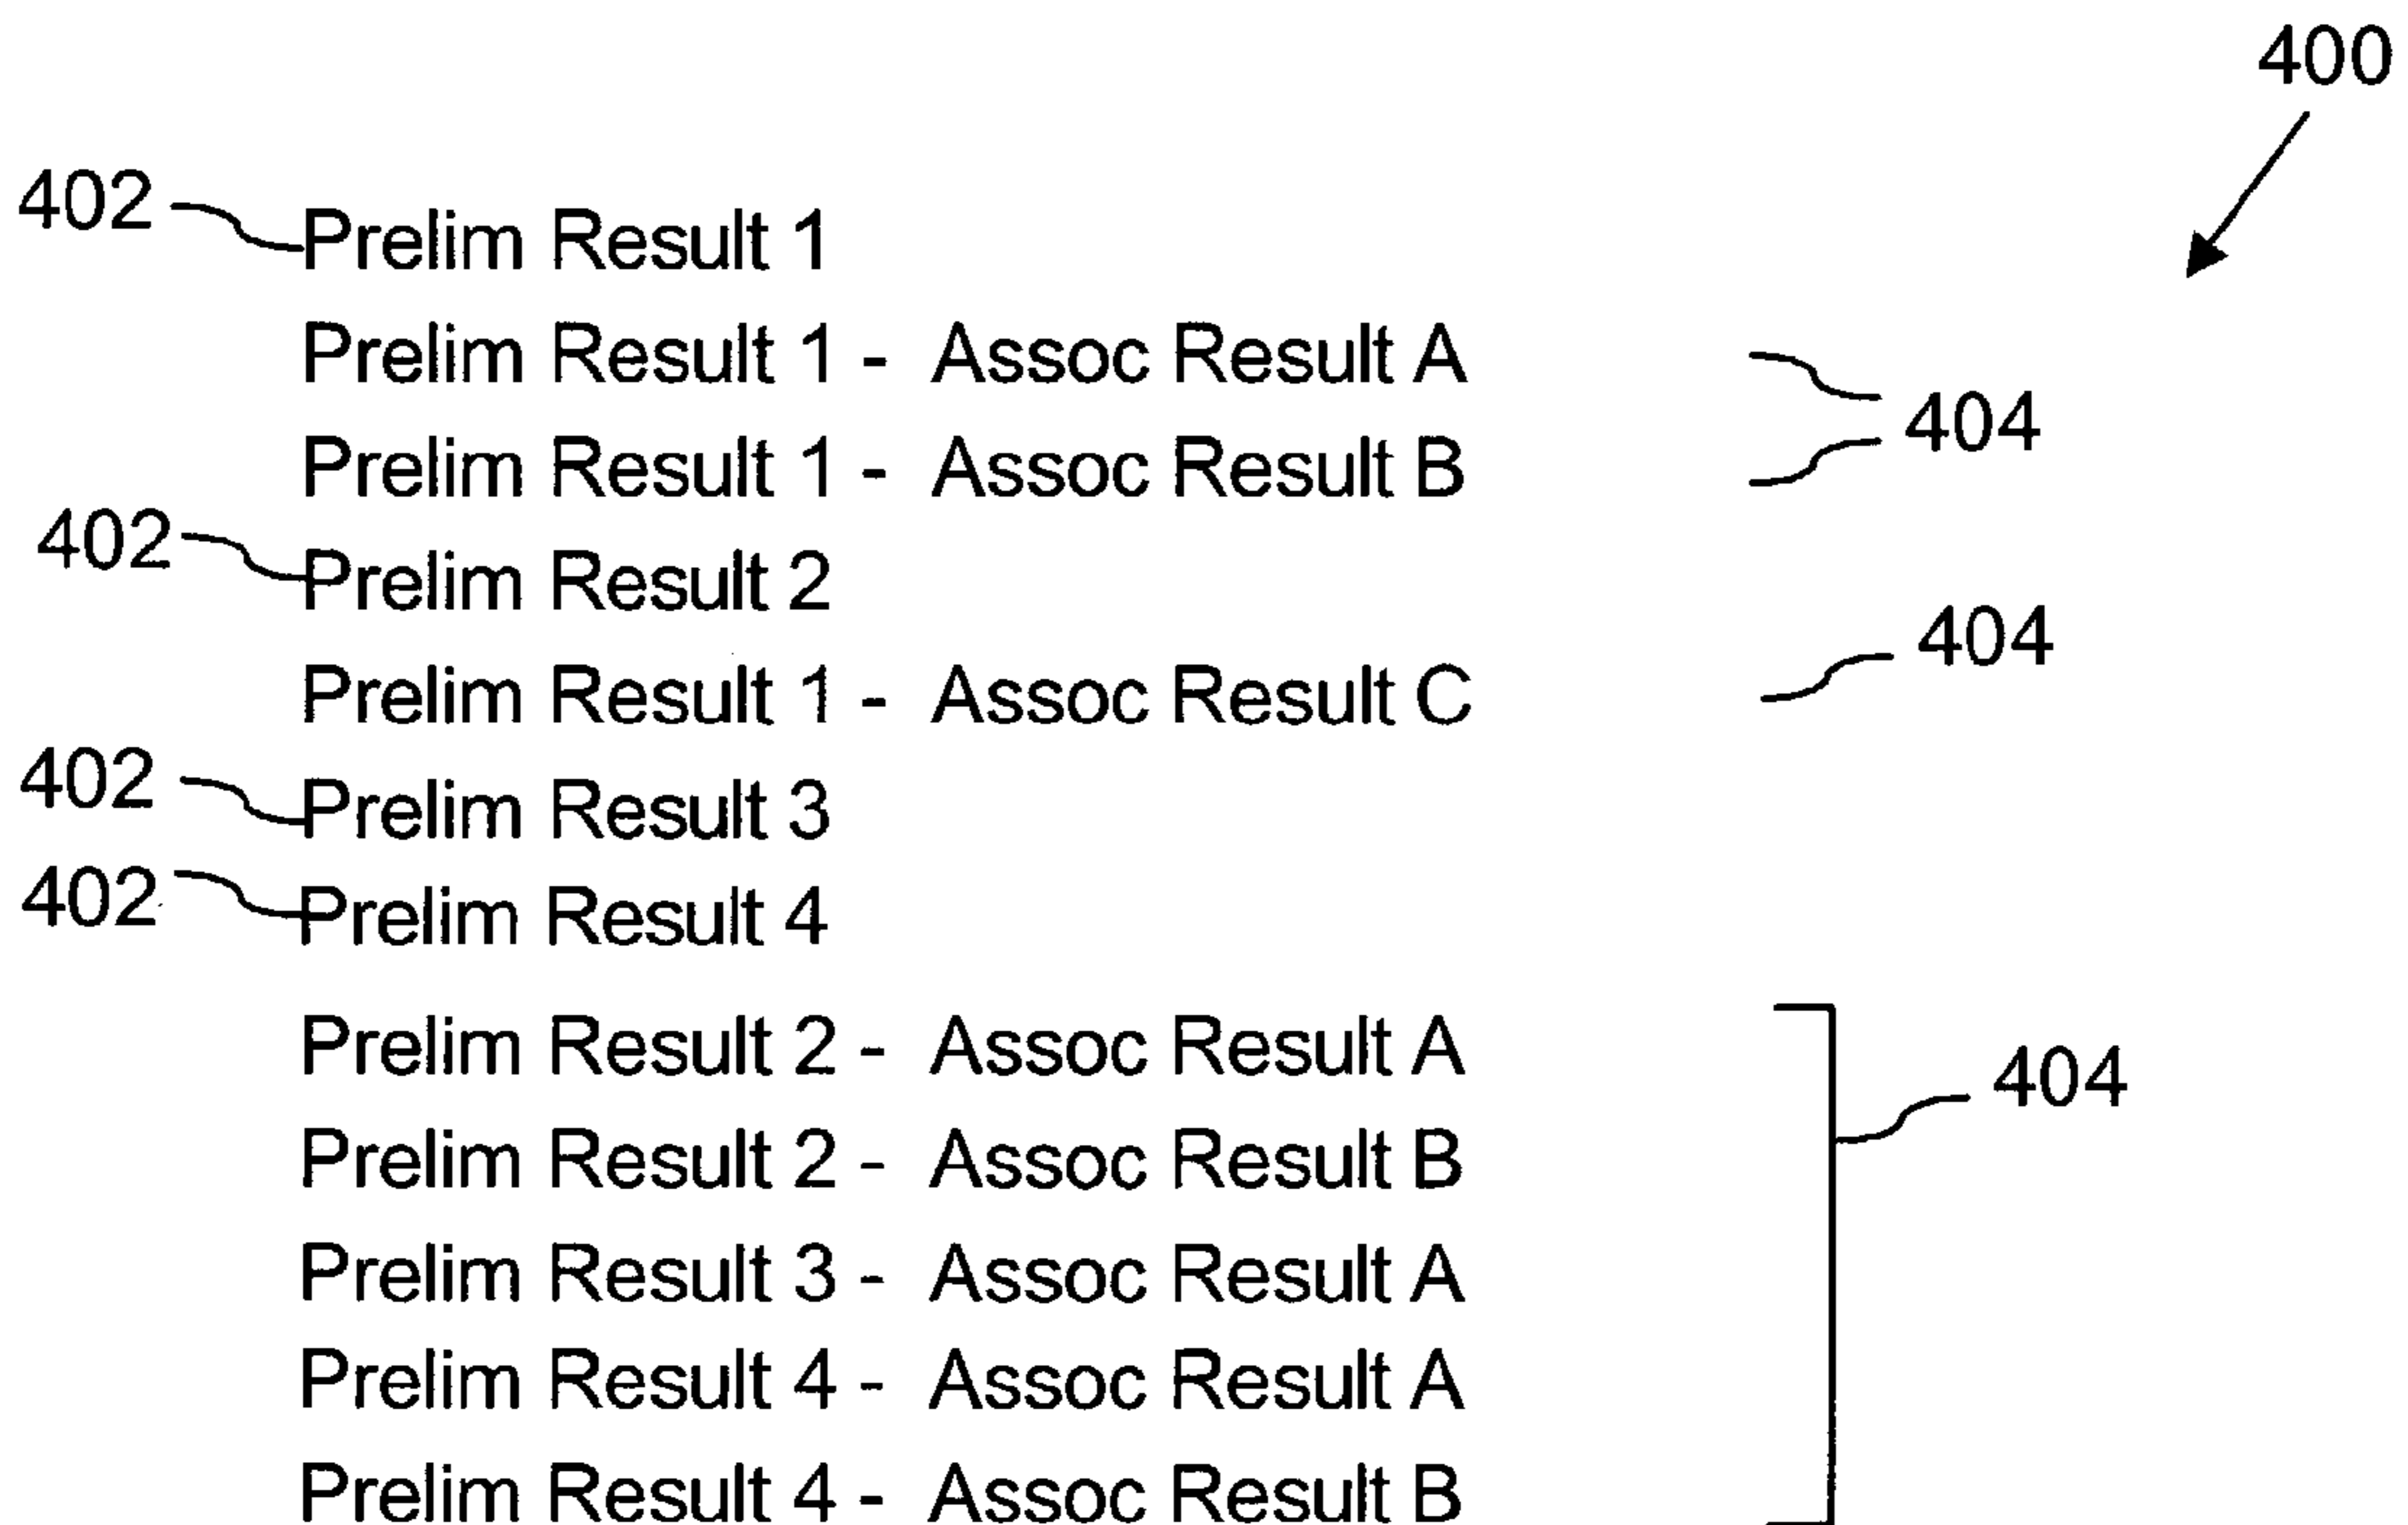 400
402 Prelim Result 1
Prelim Result 1 - Assoc Result A
404
Prelim Result 1 - Assoc Result B
402 Prelim Result 2
Prelim Result 1 - Assoc Result C 404
402 Prelim Result 3
402 Prelim Result 4
Prelim Result 2 - Assoc Result A
404
Prelim Result 2 - Assoc Result B
Prelim Result 3 - Assoc Result A
Prelim Result 4 - Assoc Result A
Prelim Result 4 - Assoc Result B